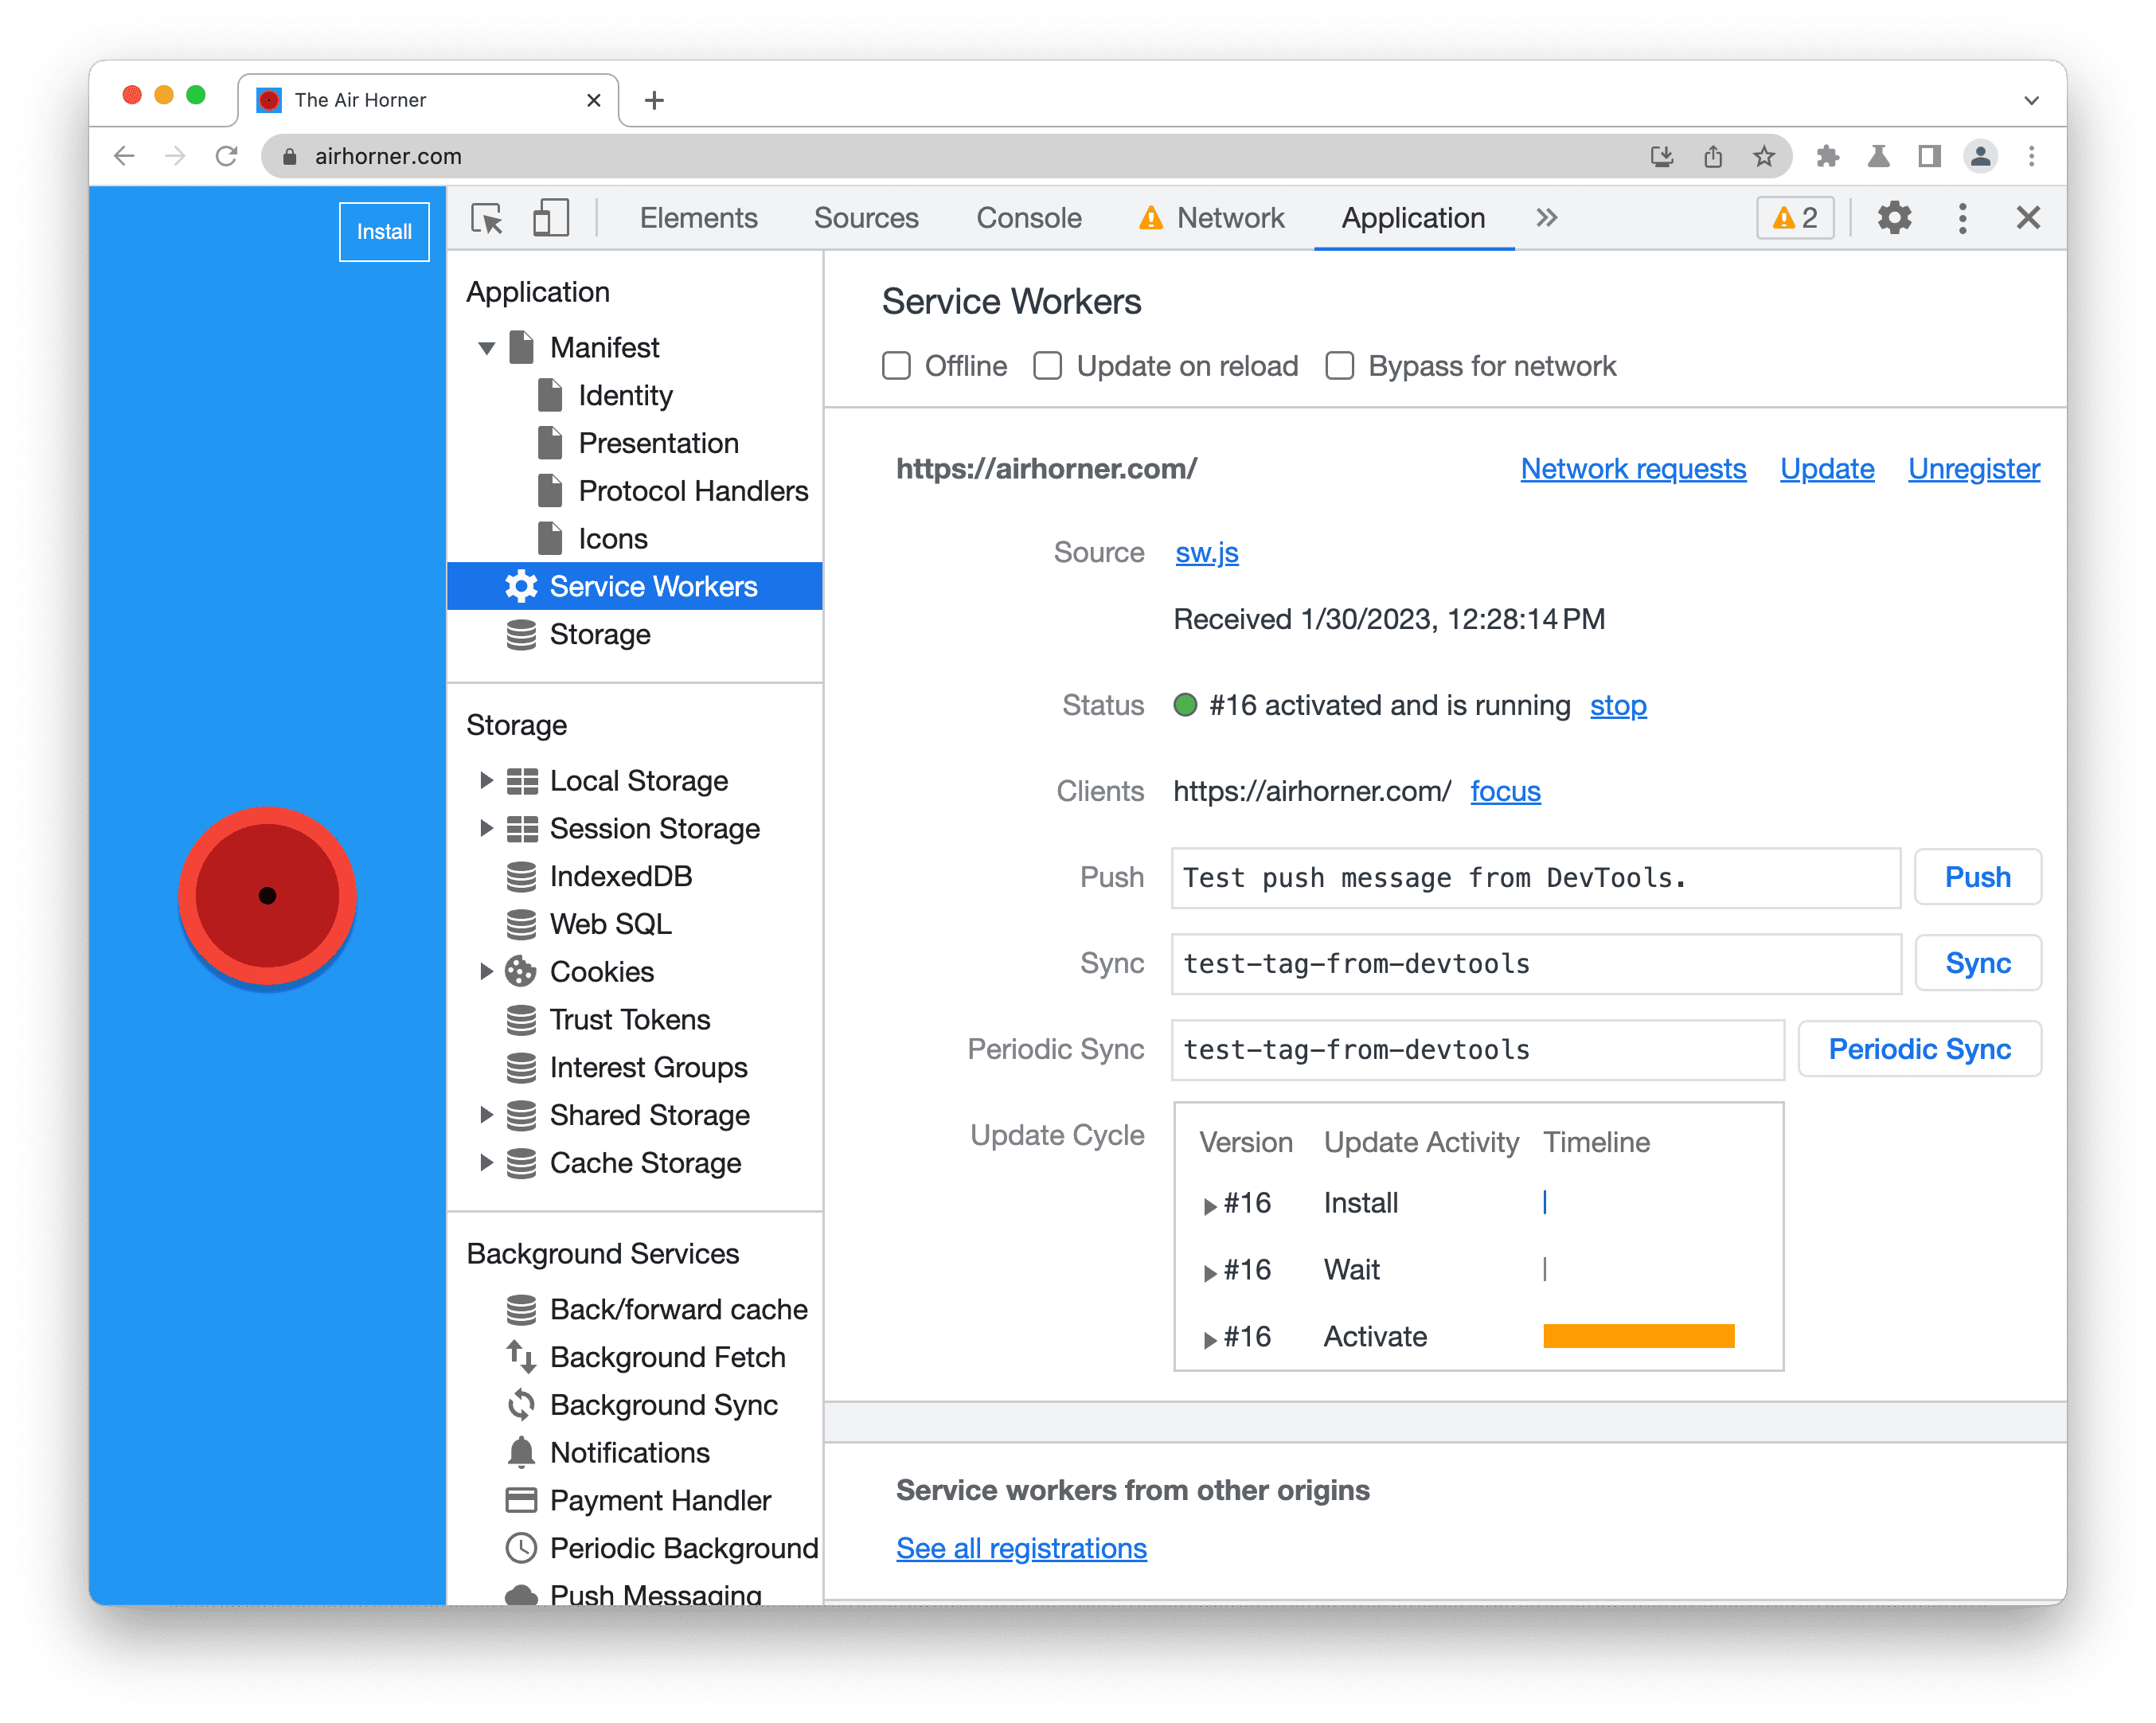 The Air Horner
airhorner.com
Install
Elements Sources Console Network Application 2
Application
Manifest
Identity
Presentation
Protocol Handlers
Icons
Service Workers
Storage
Storage
Local Storage
Session Storage
IndexedDB
Web SQL
Cookies
Trust Tokens
Interest Groups
Shared Storage
Cache Storage
Background Services
Back/forward cache
Background Fetch
Background Sync
Notifications
Payment Handler
Periodic Background
Push Messaging
Service Workers
Offline Update on reload Bypass for network
https://airhorner.com/ Network requests Update Unregister
Source sw.js
Received 1/30/2023, 12:28:14 PM
Status #16 activated and is running stop
Clients https://airhorner.com/ focus
Push Test push message from DevTools. Push
Sync test-tag-from-devtools Sync
Periodic Sync test-tag-from-devtools Periodic Sync
Update Cycle Version Update Activity Timeline
#16 Install
#16 Wait
#16 Activate
Service workers from other origins
See all registrations